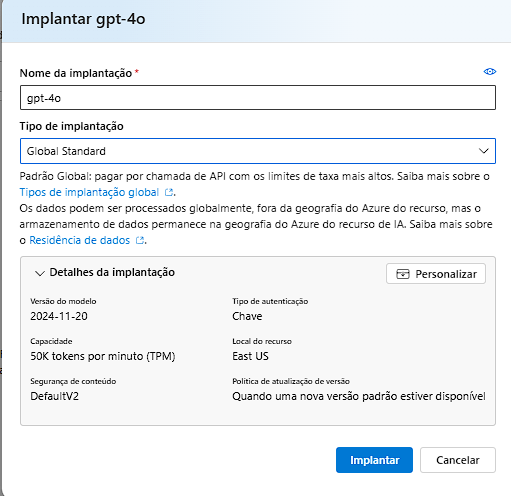 Implantar gpt-4o
Nome da implantação *
gpt-4o
Tipo de implantação
Global Standard
Padrão Global: pagar por chamada de API com os limites de taxa mais altos. Saiba mais sobre o
Tipos de implantação global
Os dados podem ser processados globalmente, fora da geografia do Azure do recurso, mas o
armazenamento de dados permanece na geografia do Azure do recurso de IA. Saiba mais sobre
o Residência de dados .
Detalhes da implantação
Personalizar
Versão do modelo
2024-11-20
Tipo de autenticação
Chave
Capacidade
50K tokens por minuto (TPM)
Local do recurso
East US
Segurança de conteúdo
DefaultV2
Política de atualização de versão
Quando uma nova versão padrão estiver disponível
Implantar
Cancelar